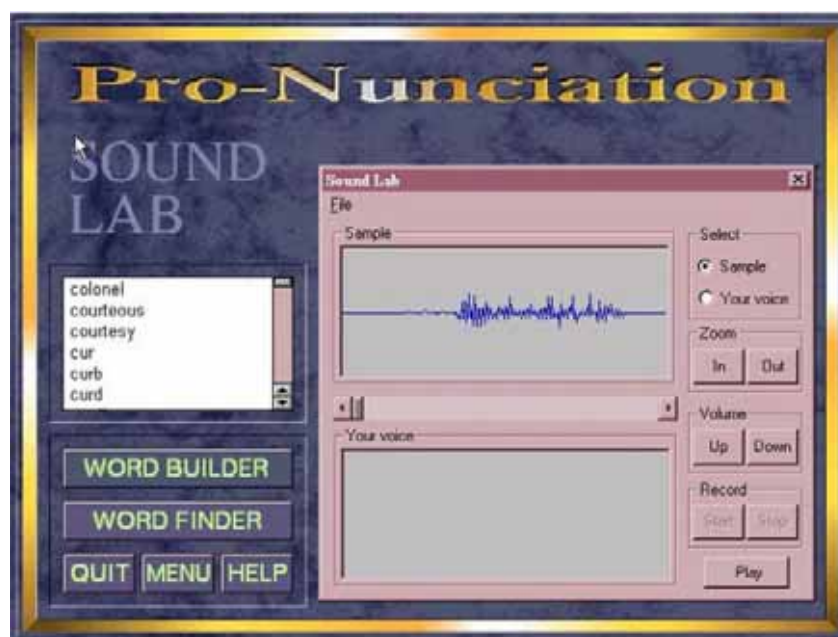 Pro-Nunciation
SOUND
LAB
colonel
courteous
courtesy
cur
curb
curd
WORD BUILDER
WORD FINDER
QUIT MENU HELP
Sound Lab
File
Sample
Your voice
Select
Sample
Your voice
Zoom
In Out
Volume
Up Down
Record
Start Stop
Play